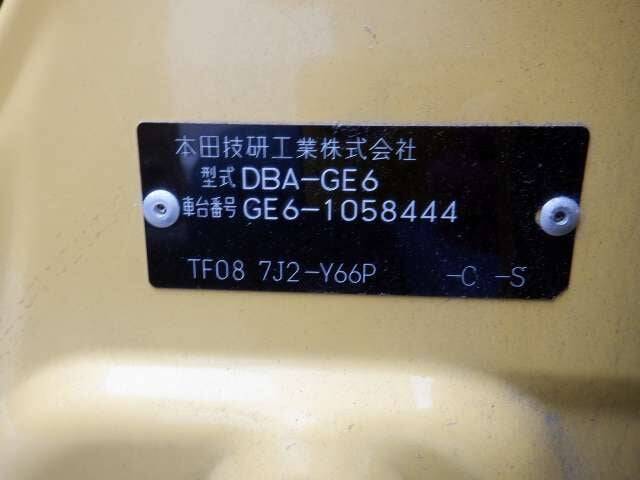 本田技研工業株式会社
型式 DBA-GE6
車台番号 GE6-1058444
TF08 7J2-Y66P -C -S